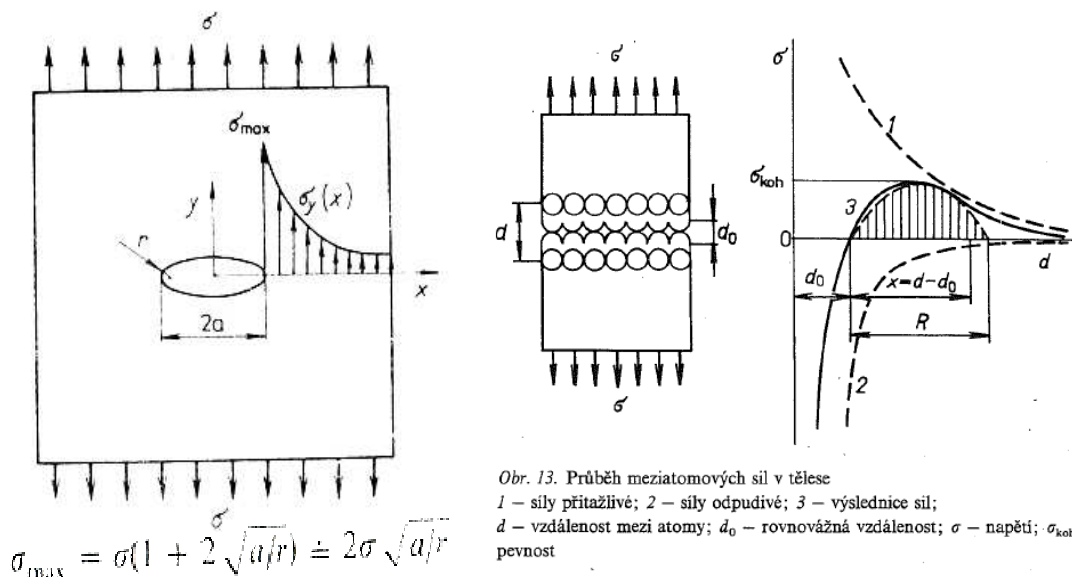 σ
σmax
σy(x)
y
r
x
2a
σ
σmax = σ(1 + 2 √a/r) ≐ 2σ √a/r
σ
d
d0
σ
σ
1
σkoh
3
0
d
d0
x=d-d0
R
2
Obr. 13. Průběh meziatomových sil v tělese
1 – síly přitažlivé; 2 – síly odpudivé; 3 – výslednice sil;
d – vzdálenost mezi atomy; d0 – rovnovážná vzdálenost; σ – napětí; σkoh
pevnost